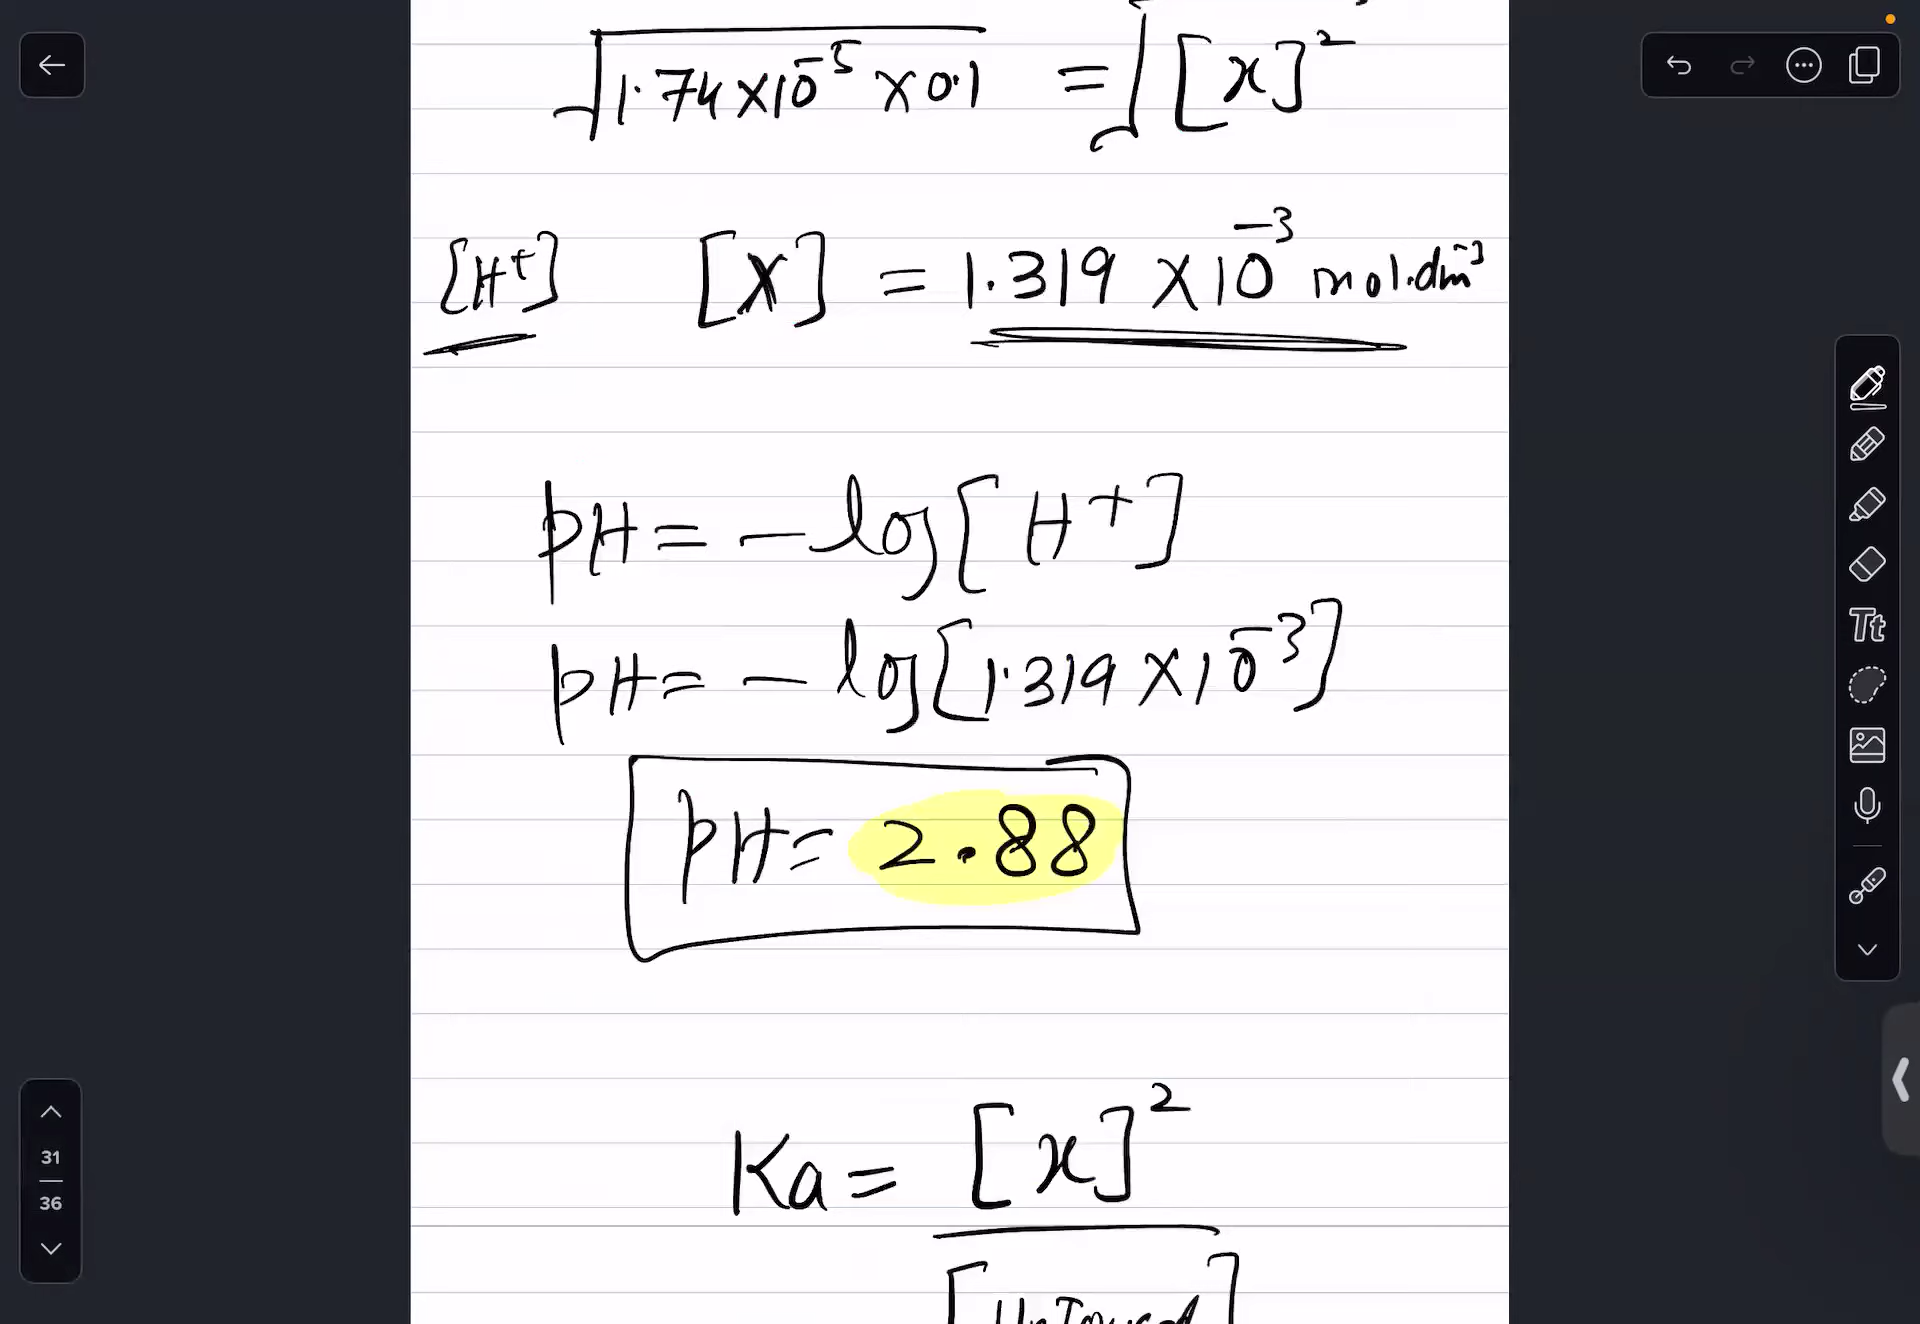 √1.74 × 10⁻⁵ × 0.1 = √[x]²
[H⁺] [X] = 1.319 × 10⁻³ mol.dm⁻³
pH = - log[H⁺]
pH = - log[1.319 × 10⁻³]
pH = 2.88
Ka = [x]²
Tt
31
36